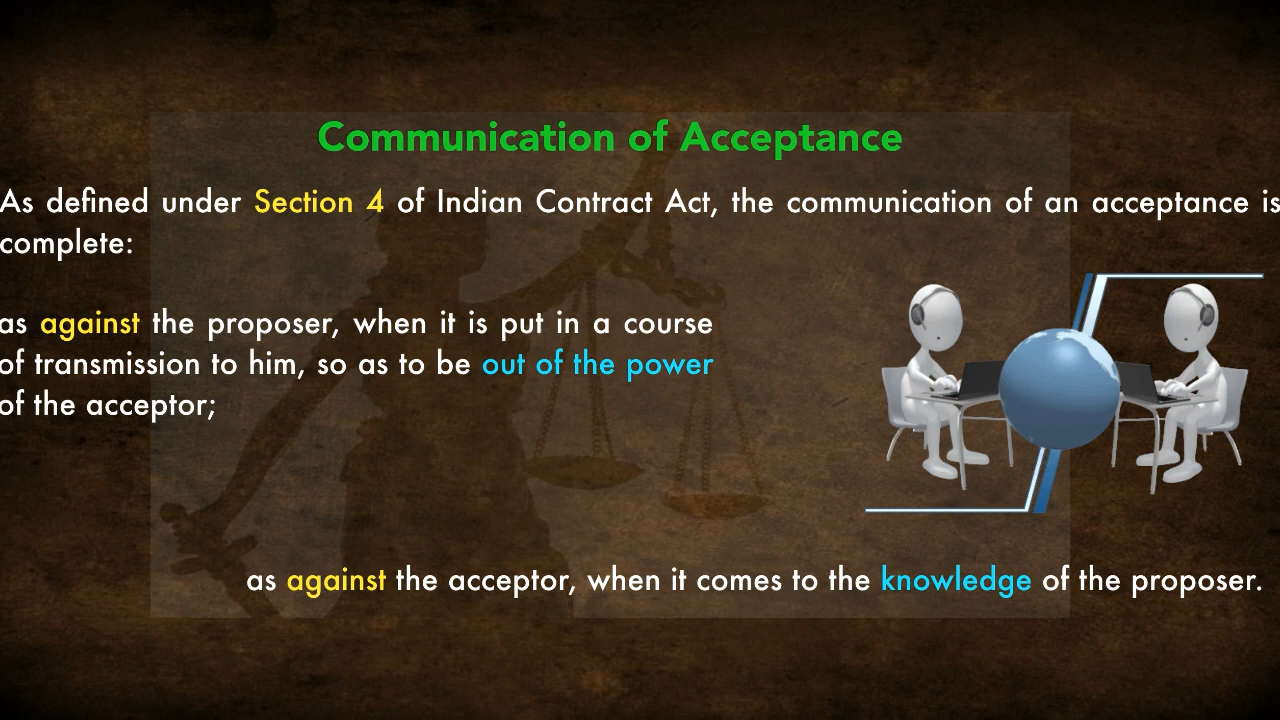 Communication of Acceptance
As defined under Section 4 of Indian Contract Act, the communication of an acceptance is
complete:
as against the proposer, when it is put in a course
of transmission to him, so as to be out of the power
of the acceptor;
as against the acceptor, when it comes to the knowledge of the proposer.